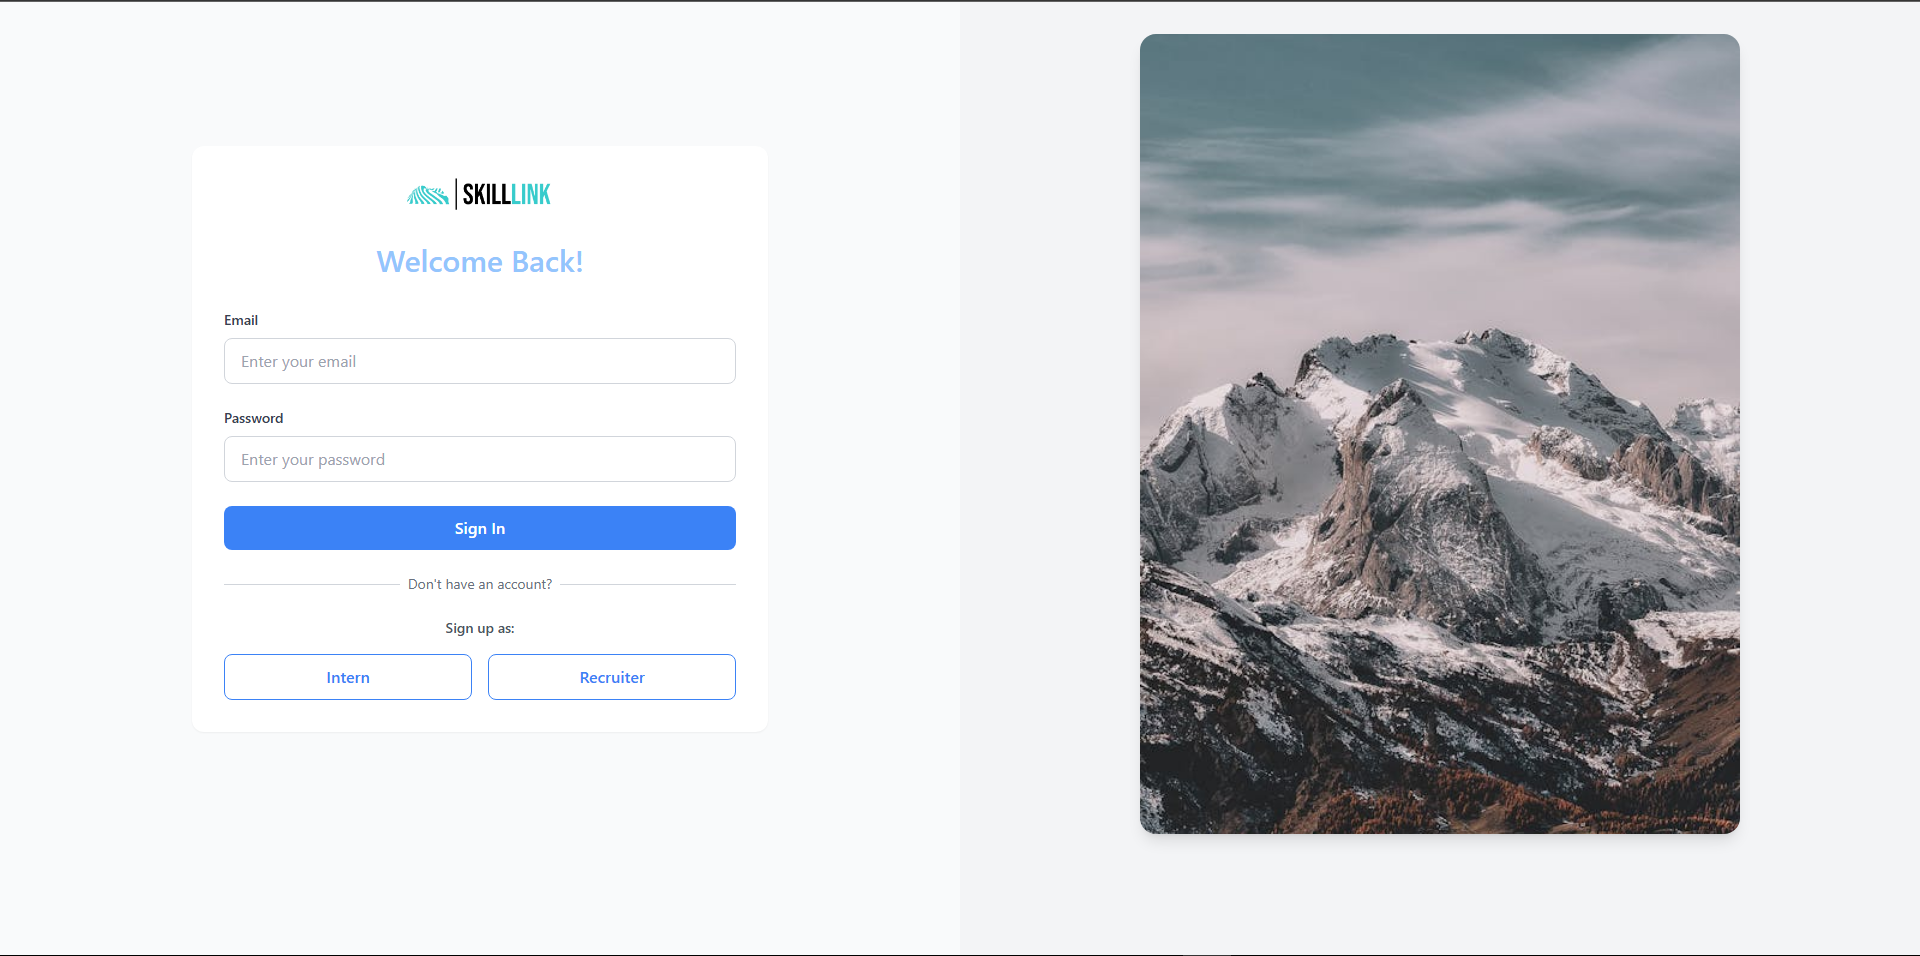 SKILLLINK
Welcome Back!
Email
Enter your email
Password
Enter your password
Sign In
Don't have an account?
Sign up as:
Intern
Recruiter